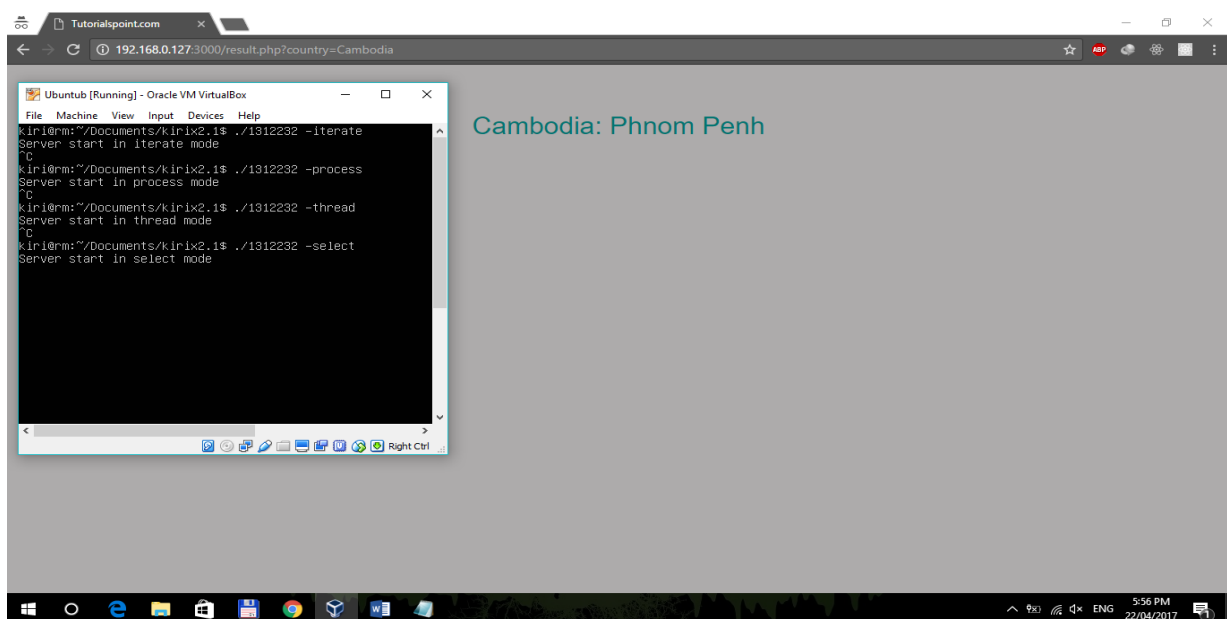 Tutorialspoint.com
192.168.0.127:3000/result.php?country=Cambodia
ABP
Ubuntub [Running] - Oracle VM VirtualBox
File Machine View Input Devices Help
kiri@rm:~/Documents/kirix2.1$ ./1312232 -iterate
Server start in iterate mode
^C
kiri@rm:~/Documents/kirix2.1$ ./1312232 -process
Server start in process mode
^C
kiri@rm:~/Documents/kirix2.1$ ./1312232 -thread
Server start in thread mode
^C
kiri@rm:~/Documents/kirix2.1$ ./1312232 -select
Server start in select mode
Right Ctrl
Cambodia: Phnom Penh
ENG
5:56 PM
22/04/2017